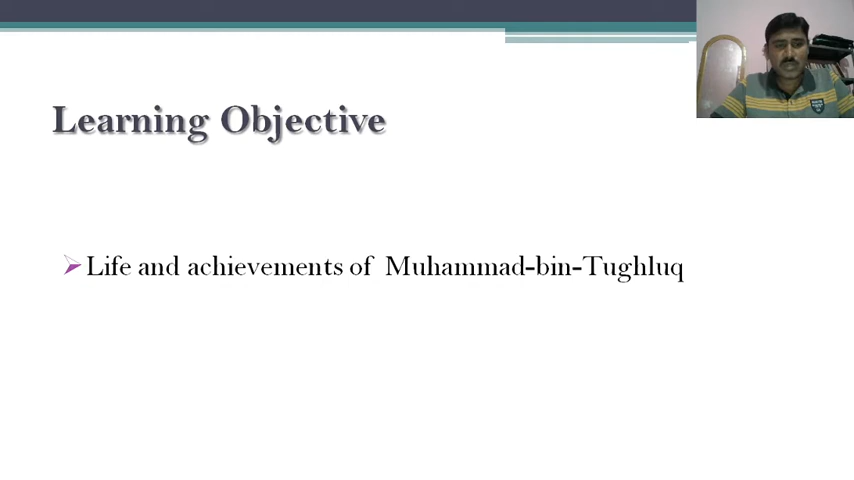 Learning Objective
Life and achievements of Muhammad-bin-Tughluq